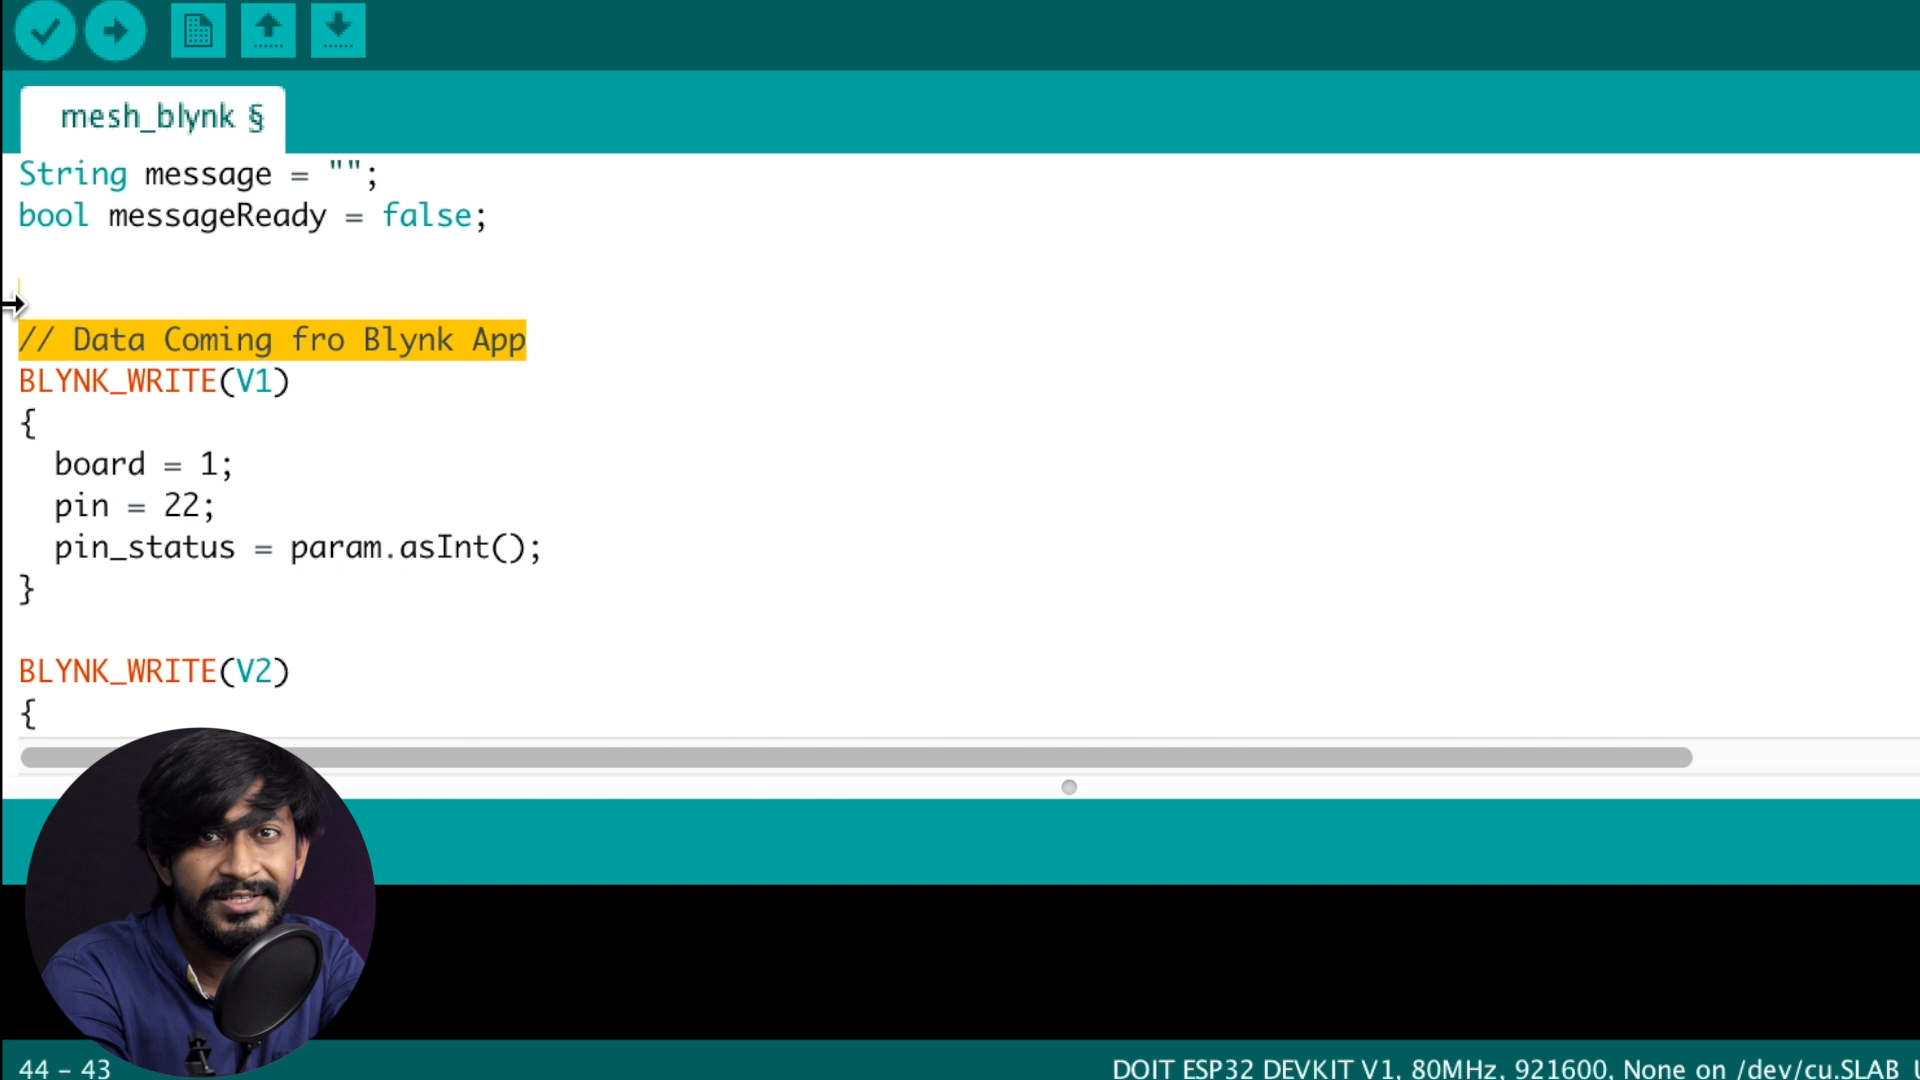 mesh_blynk §
String message = "";
bool messageReady = false;
// Data Coming fro Blynk App
BLYNK_WRITE(V1)
{
  board = 1;
  pin = 22;
  pin_status = param.asInt();
}
BLYNK_WRITE(V2)
{
44 - 43
DOIT ESP32 DEVKIT V1, 80MHz, 921600, None on /dev/cu.SLAB_U